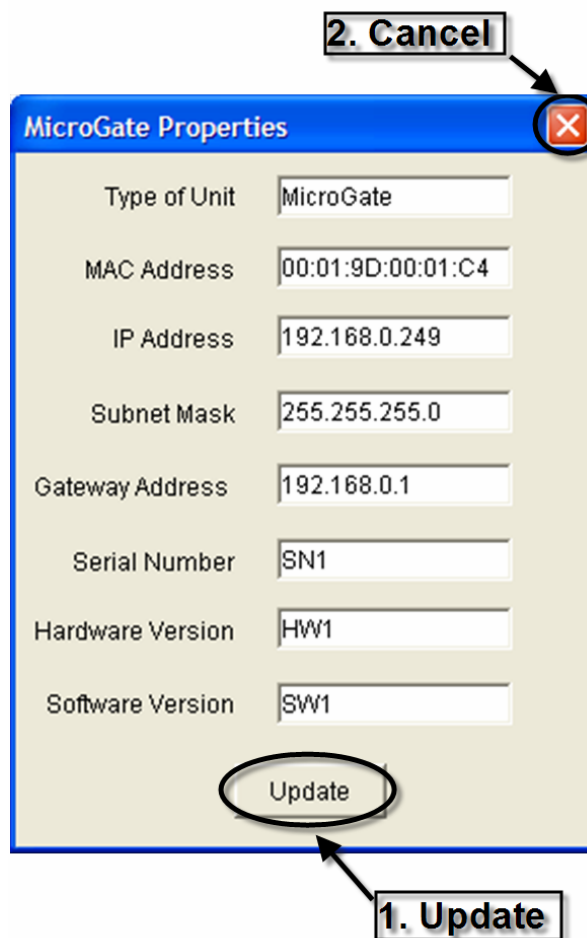 2. Cancel
MicroGate Properties
Type of Unit MicroGate
MAC Address 00:01:9D:00:01:C4
IP Address 192.168.0.249
Subnet Mask 255.255.255.0
Gateway Address 192.168.0.1
Serial Number SN1
Hardware Version HW1
Software Version SW1
Update
1. Update